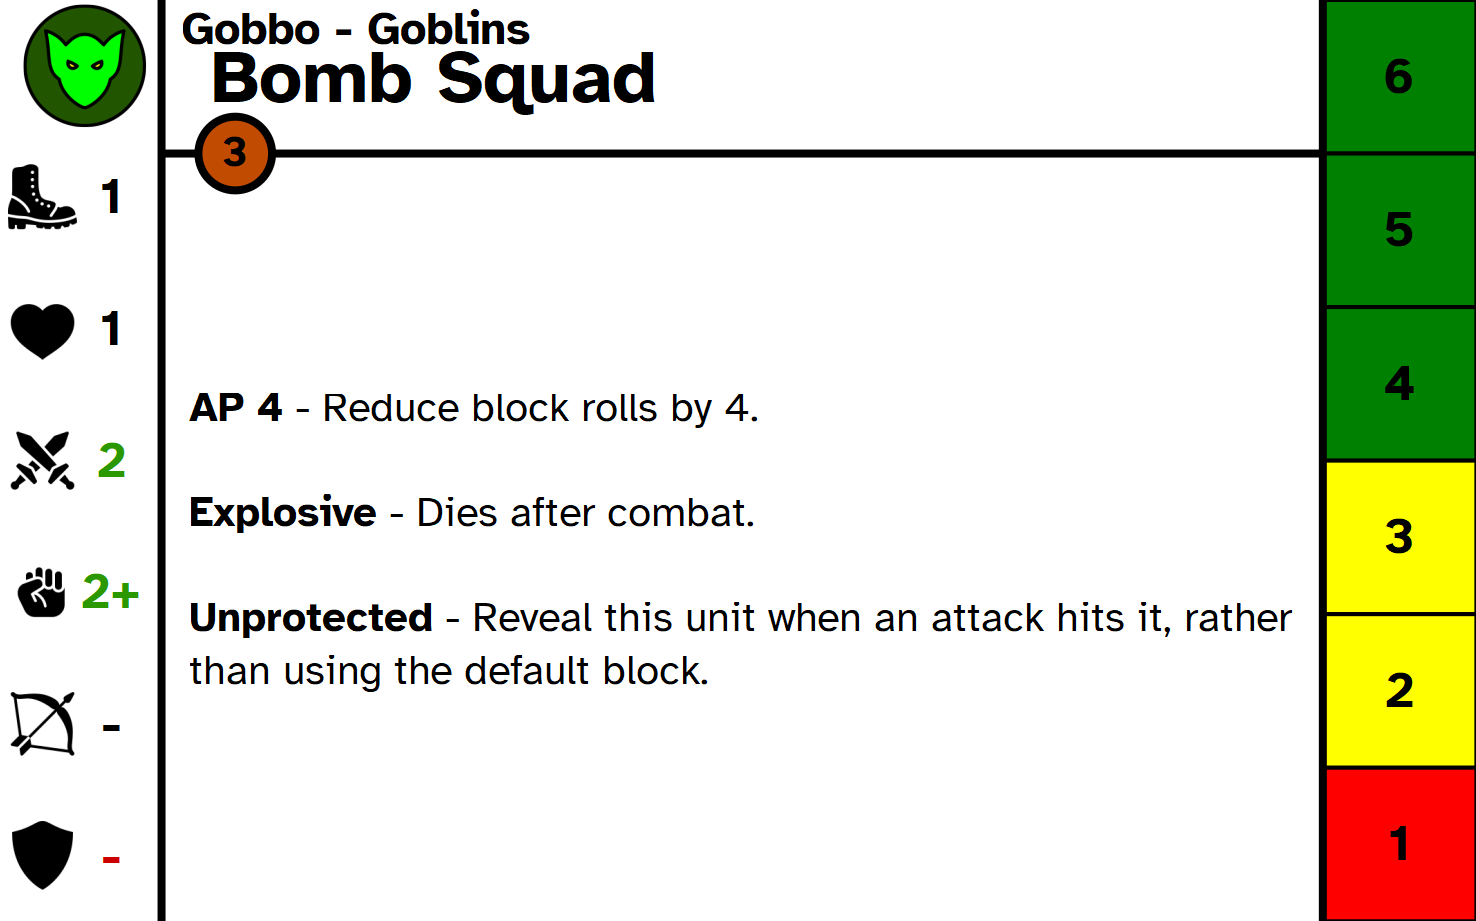 Gobbo - Goblins
Bomb Squad
3
1
1
2
2+
-
-
AP 4 - Reduce block rolls by 4.
Explosive - Dies after combat.
Unprotected - Reveal this unit when an attack hits it, rather
than using the default block.
6
5
4
3
2
1